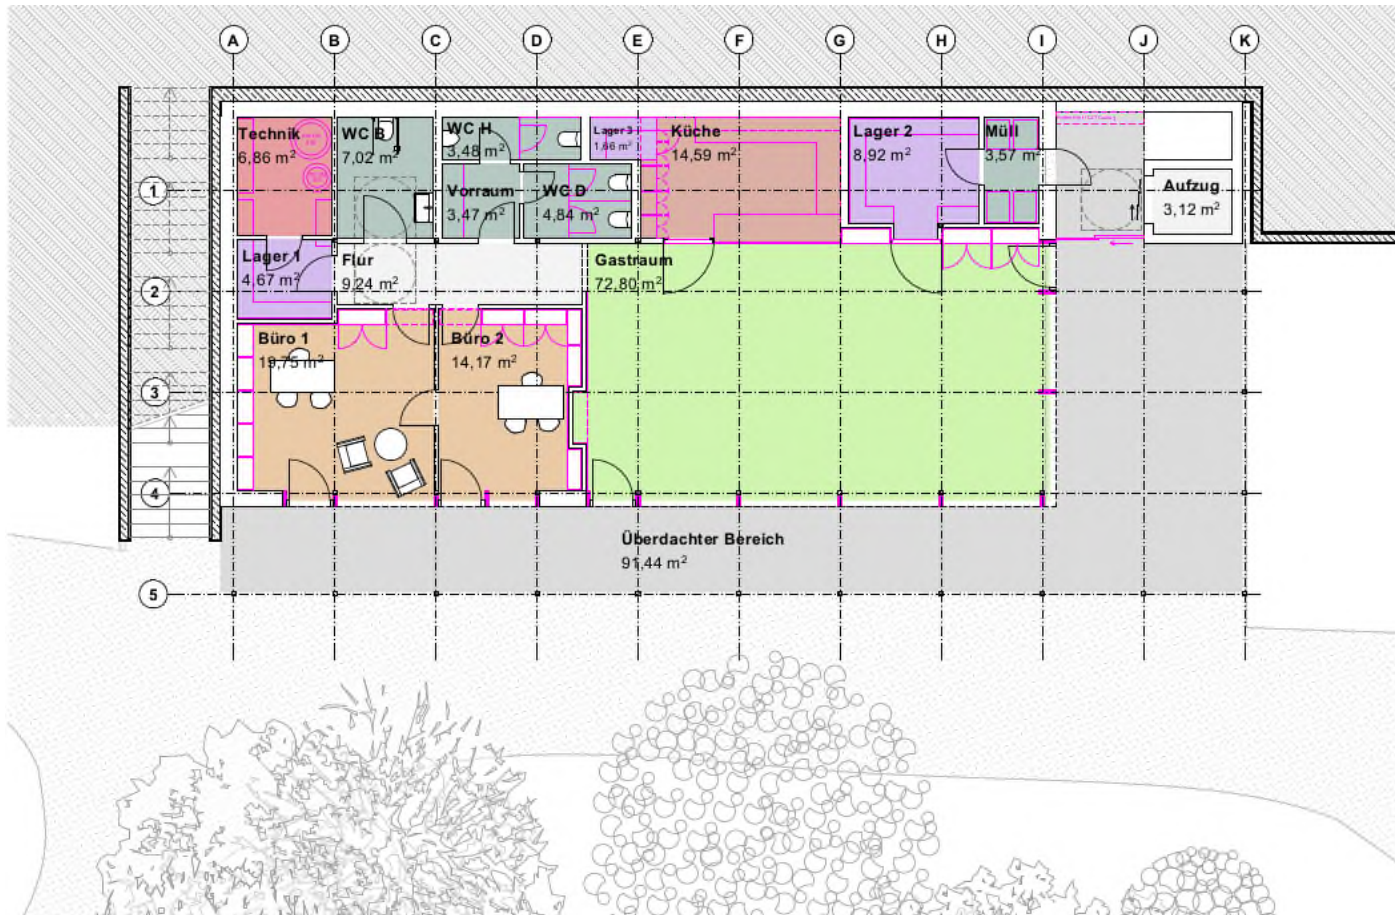 A B C D E F G H I J K
Technik
6,86 m²
WC B
7,02 m²
WC H
3,48 m²
Lager 3
1,66 m²
Küche
14,59 m²
Lager 2
8,92 m²
Müll
3,57 m²
1
Vorraum
3,47 m²
WC D
4,84 m²
Aufzug
3,12 m²
Lager 1
4,67 m²
Flur
9,24 m²
Gastraum
72,80 m²
2
Büro 1
19,75 m²
Büro 2
14,17 m²
3
4
Überdachter Bereich
91,44 m²
5